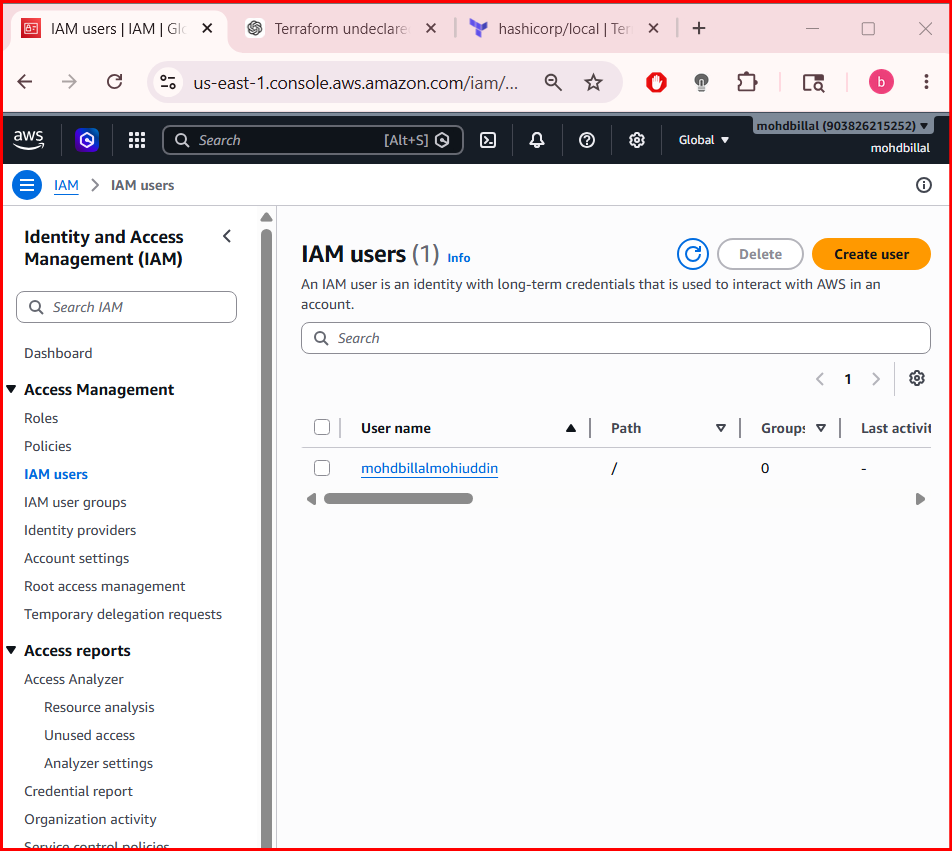 IAM users | IAM | Glo
Terraform undeclare
hashicorp/local | Ter
us-east-1.console.aws.amazon.com/iam/...
b
aws
Search [Alt+S]
Global
mohdbillal (903826215252)
mohdbillal
IAM
IAM users
Identity and Access
Management (IAM)
Search IAM
Dashboard
Access Management
Roles
Policies
IAM users
IAM user groups
Identity providers
Account settings
Root access management
Temporary delegation requests
Access reports
Access Analyzer
Resource analysis
Unused access
Analyzer settings
Credential report
Organization activity
Service control policies
IAM users (1) Info
Delete
Create user
An IAM user is an identity with long-term credentials that is used to interact with AWS in an
account.
Search
1
User name Path Groups Last activit
mohdbillalmohiuddin / 0 -